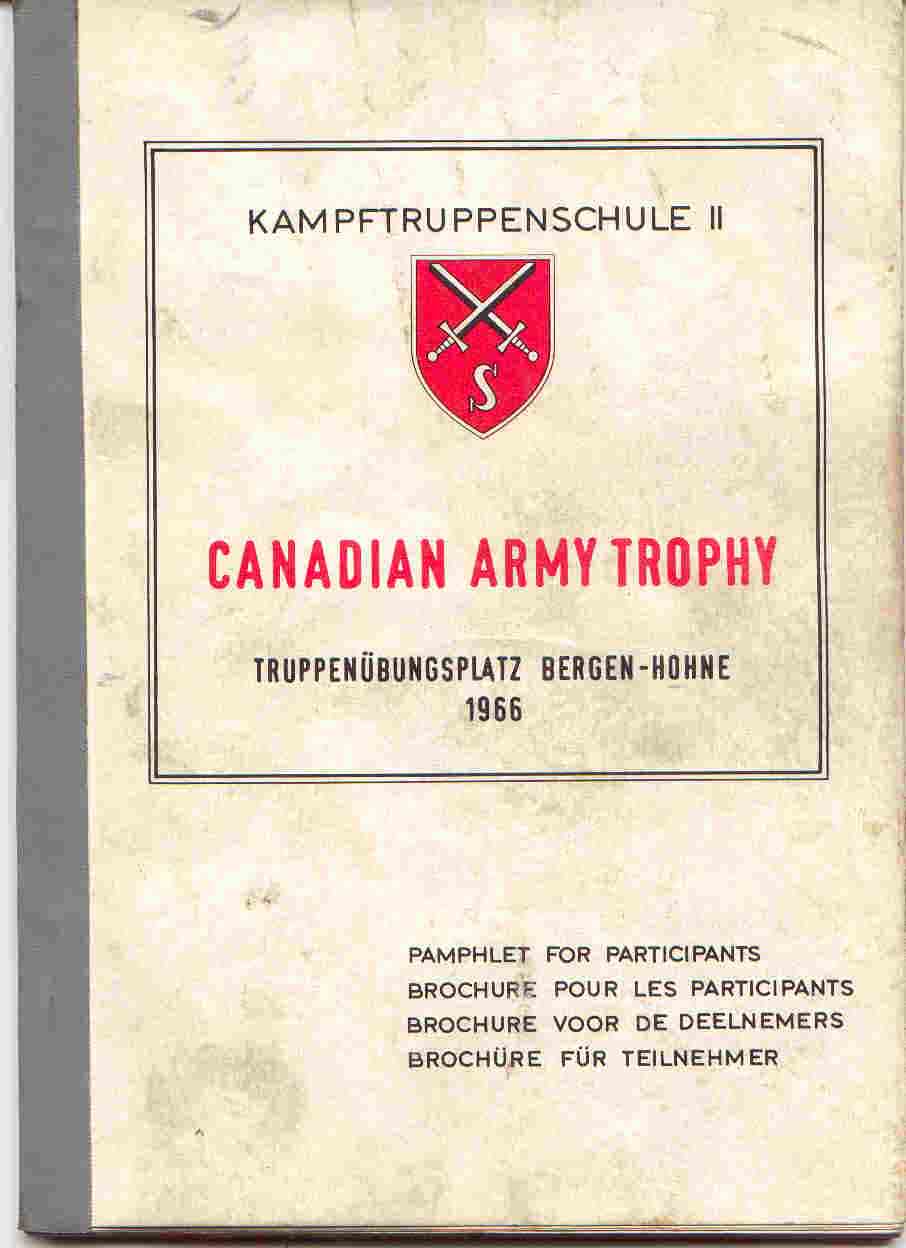 KAMPFTRUPPENSCHULE II
S
CANADIAN ARMY TROPHY
TRUPPENÜBUNGSPLATZ BERGEN-HOHNE
1966
PAMPHLET FOR PARTICIPANTS
BROCHURE POUR LES PARTICIPANTS
BROCHURE VOOR DE DEELNEMERS
BROCHÜRE FÜR TEILNEHMER